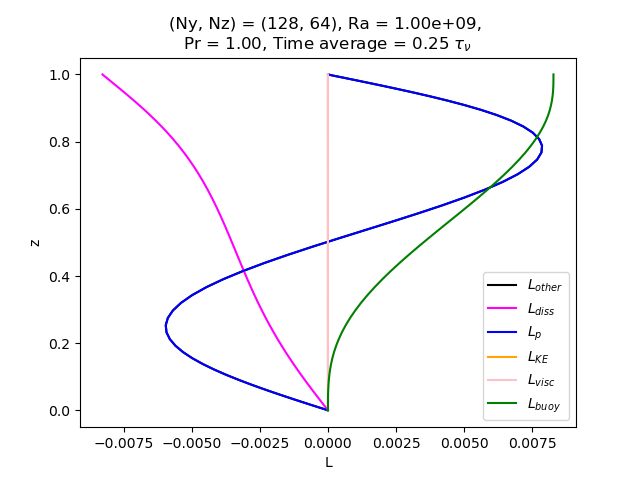 (Ny, Nz) = (128, 64), Ra = 1.00e+09,
Pr = 1.00, Time average = 0.25 τ_ν
1.0
0.8
0.6
0.4
0.2
0.0
z
L_other
L_diss
L_p
L_KE
L_visc
L_buoy
−0.0075 −0.0050 −0.0025 0.0000 0.0025 0.0050 0.0075
L